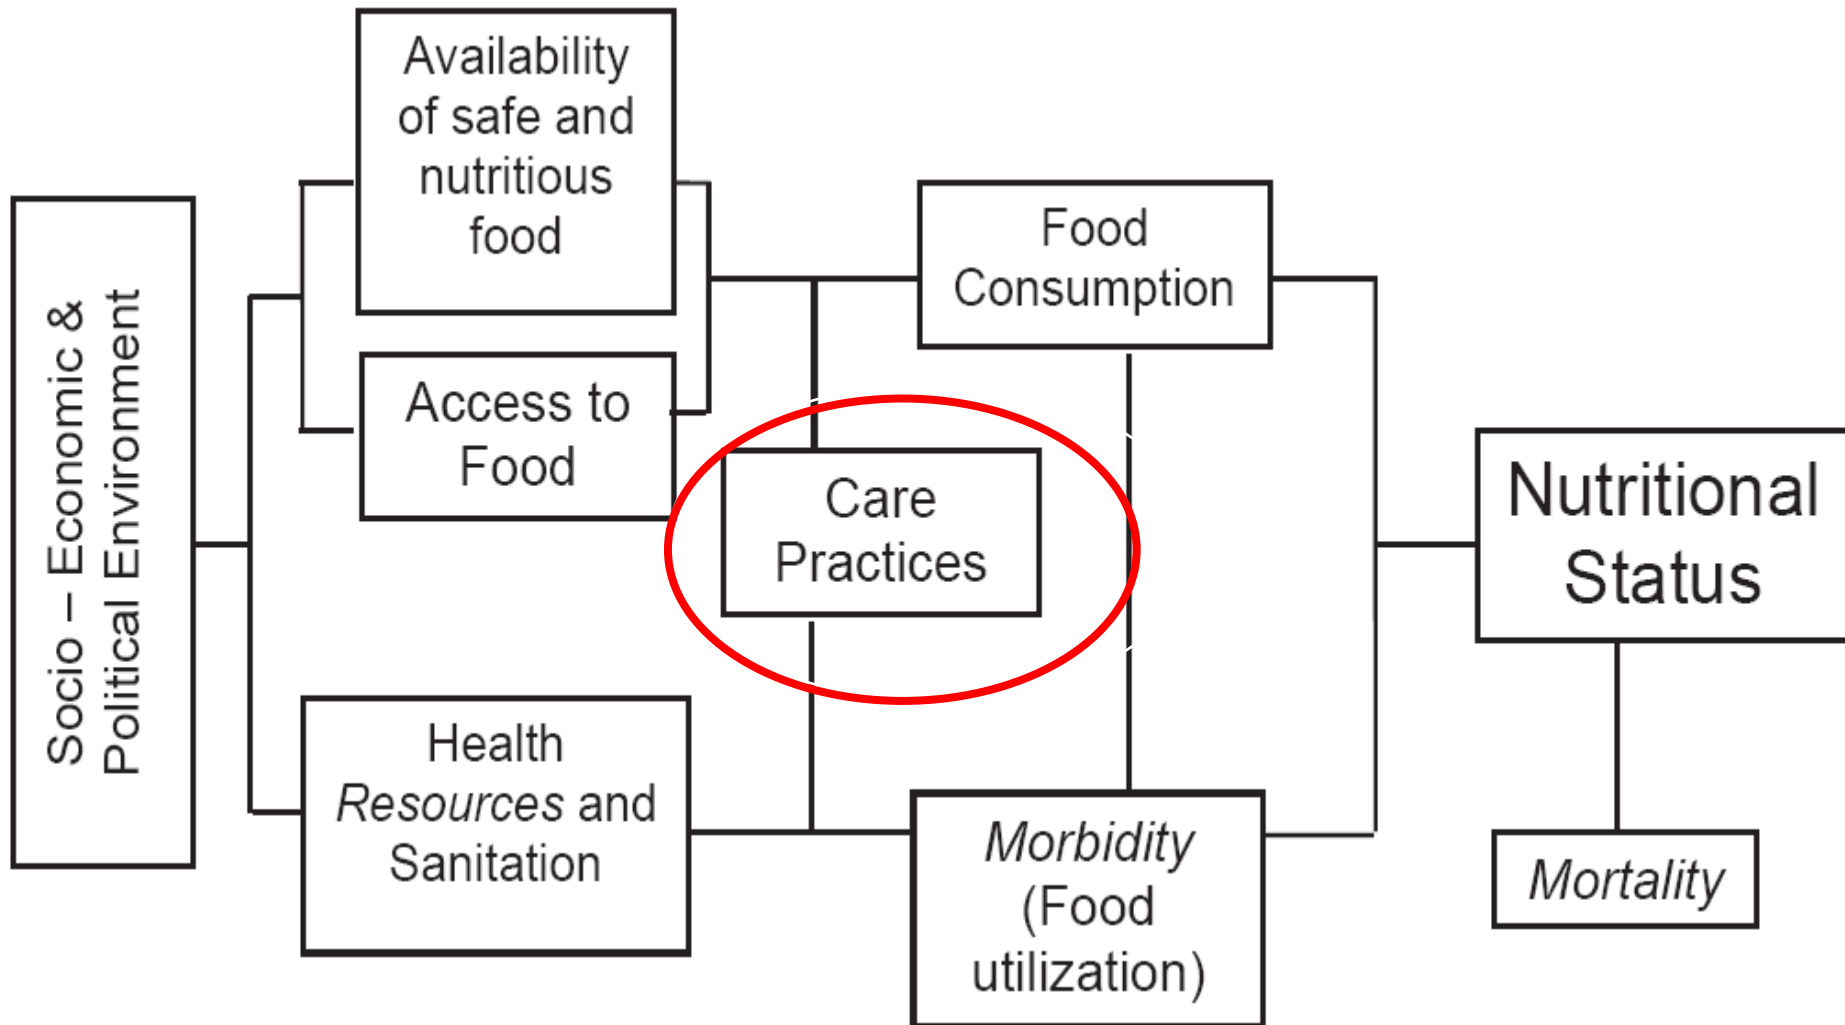 Socio – Economic &
Political Environment
Availability
of safe and
nutritious
food
Access to
Food
Health
Resources and
Sanitation
Care
Practices
Food
Consumption
Morbidity
(Food
utilization)
Nutritional
Status
Mortality